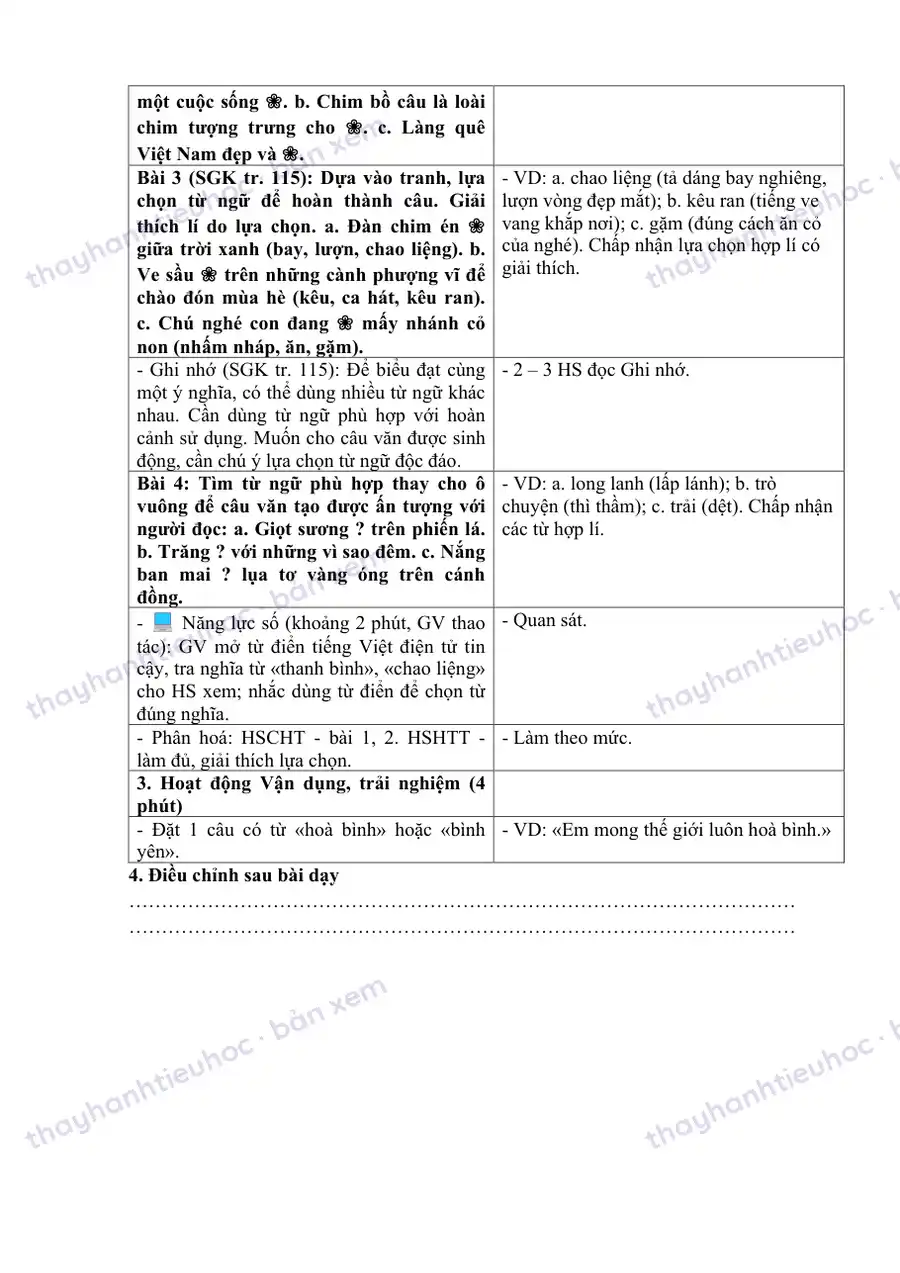 một cuộc sống ❀. b. Chim bồ câu là loài
chim tượng trưng cho ❀. c. Làng quê
Việt Nam đẹp và ❀.
Bài 3 (SGK tr. 115): Dựa vào tranh, lựa
chọn từ ngữ để hoàn thành câu. Giải
thích lí do lựa chọn. a. Đàn chim én ❀
giữa trời xanh (bay, lượn, chao liệng). b.
Ve sầu ❀ trên những cành phượng vĩ để
chào đón mùa hè (kêu, ca hát, kêu ran).
c. Chú nghé con đang ❀ mấy nhánh cỏ
non (nhấm nháp, ăn, gặm).
- VD: a. chao liệng (tả dáng bay nghiêng,
lượn vòng đẹp mắt); b. kêu ran (tiếng ve
vang khắp nơi); c. gặm (đúng cách ăn cỏ
của nghé). Chấp nhận lựa chọn hợp lí có
giải thích.
- Ghi nhớ (SGK tr. 115): Để biểu đạt cùng
một ý nghĩa, có thể dùng nhiều từ ngữ khác
nhau. Cần dùng từ ngữ phù hợp với hoàn
cảnh sử dụng. Muốn cho câu văn được sinh
động, cần chú ý lựa chọn từ ngữ độc đáo.
- 2 – 3 HS đọc Ghi nhớ.
Bài 4: Tìm từ ngữ phù hợp thay cho ô
vuông để câu văn tạo được ấn tượng với
người đọc: a. Giọt sương ? trên phiến lá.
b. Trăng ? với những vì sao đêm. c. Nắng
ban mai ? lụa tơ vàng óng trên cánh
đồng.
- VD: a. long lanh (lấp lánh); b. trò
chuyện (thì thầm); c. trải (dệt). Chấp nhận
các từ hợp lí.
- 💻 Năng lực số (khoảng 2 phút, GV thao
tác): GV mở từ điển tiếng Việt điện tử tin
cậy, tra nghĩa từ «thanh bình», «chao liệng»
cho HS xem; nhắc dùng từ điển để chọn từ
đúng nghĩa.
- Quan sát.
- Phân hoá: HSCHT - bài 1, 2. HSHTT -
làm đủ, giải thích lựa chọn.
- Làm theo mức.
3. Hoạt động Vận dụng, trải nghiệm (4
phút)
- Đặt 1 câu có từ «hoà bình» hoặc «bình
yên».
- VD: «Em mong thế giới luôn hoà bình.»
4. Điều chỉnh sau bài dạy
……………………………………………………………………………………………
……………………………………………………………………………………………
thayhanhtieuhoc · bản xem
thayhanhtieuhoc · b
thayhanhtieuhoc · bản xem
thayhanhtieuhoc · b
thayhanhtieuhoc · bản xem
thayhanhtieuhoc · b